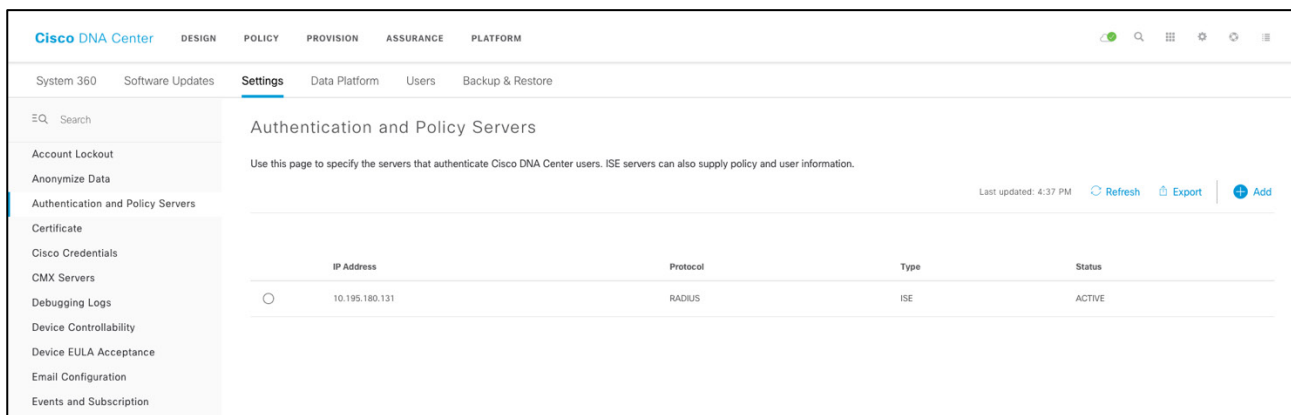 Cisco DNA Center DESIGN POLICY PROVISION ASSURANCE PLATFORM
System 360 Software Updates Settings Data Platform Users Backup & Restore
Search
Account Lockout
Anonymize Data
Authentication and Policy Servers
Certificate
Cisco Credentials
CMX Servers
Debugging Logs
Device Controllability
Device EULA Acceptance
Email Configuration
Events and Subscription
Authentication and Policy Servers
Use this page to specify the servers that authenticate Cisco DNA Center users. ISE servers can also supply policy and user information.
Last updated: 4:37 PM Refresh Export Add
IP Address Protocol Type Status
10.195.180.131 RADIUS ISE ACTIVE